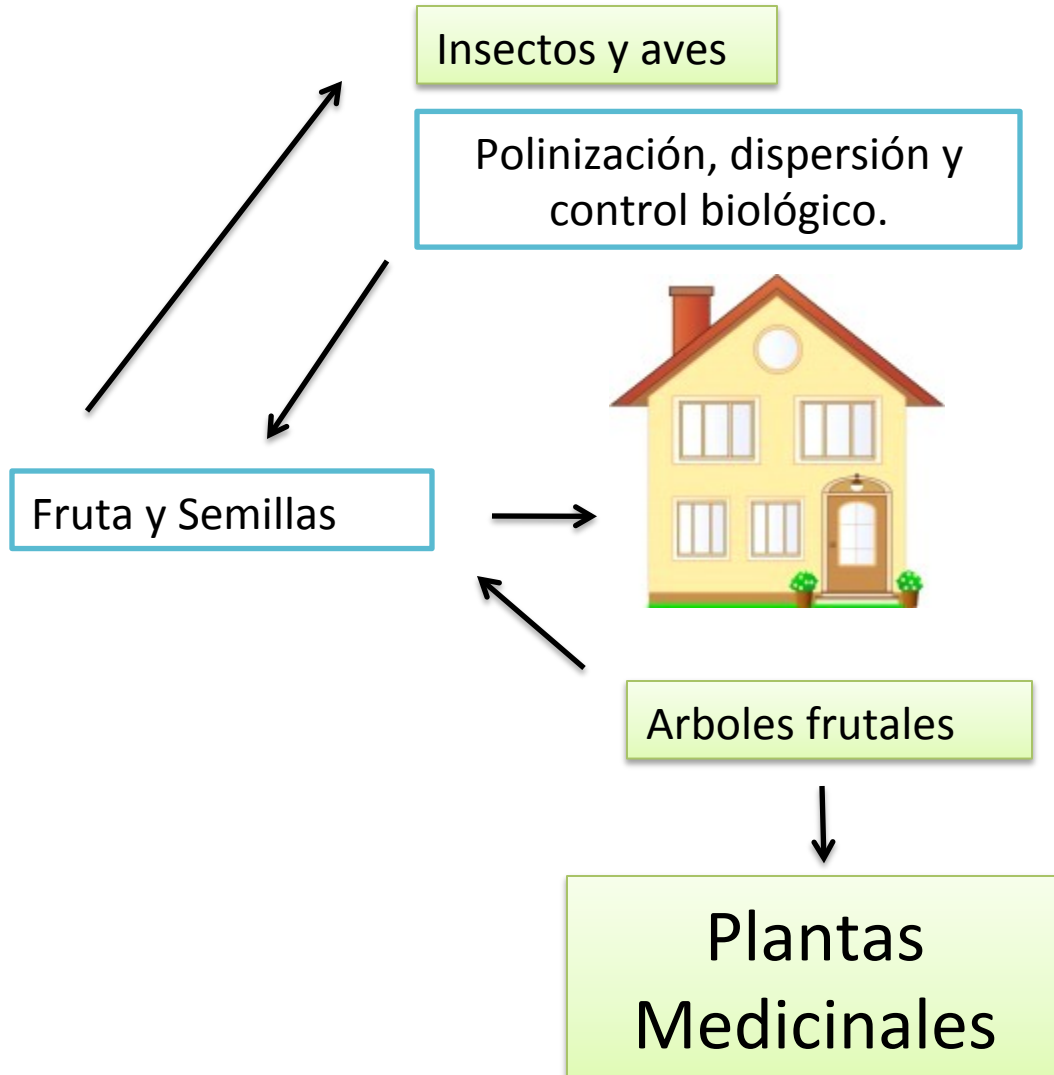 Insectos y aves
Polinización, dispersión y
control biológico.
Fruta y Semillas
Arboles frutales
Plantas
Medicinales